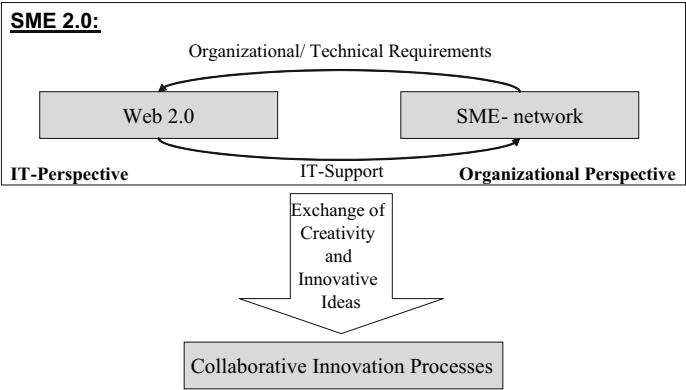 SME 2.0:
Organizational/ Technical Requirements
Web 2.0
SME- network
IT-Support
IT-Perspective
Organizational Perspective
Exchange of
Creativity
and
Innovative
Ideas
Collaborative Innovation Processes